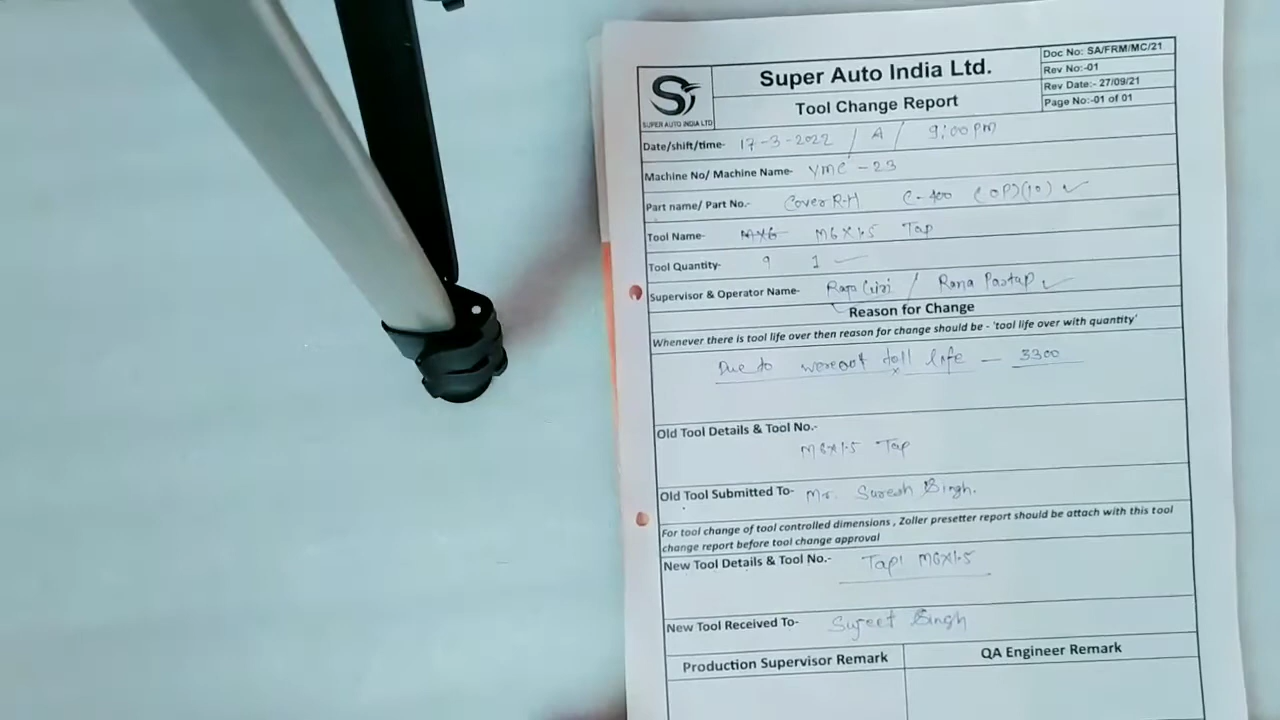 Super Auto India Ltd.
Tool Change Report
Doc No: SA/FRM/MC/21
Rev No:-01
Rev Date:- 27/09/21
Page No:-01 of 01
SUPER AUTO INDIA LTD
Date/shift/time- 17-3-2022 / A / 9:00 PM
Machine No/ Machine Name- VMC -23
Part name/ Part No.- Cover R-H C-400 (OP)(10) ✓
Tool Name- M6X1.5 Tap
Tool Quantity- 9 1
Supervisor & Operator Name- Raja Giri / Rana Partap ✓
Reason for Change
Whenever there is tool life over then reason for change should be - 'tool life over with quantity'
Due to wereout toll life - 3300
Old Tool Details & Tool No.-
M6x1.5 Tap
Old Tool Submitted To- Mr. Suresh Singh.
For tool change of tool controlled dimensions , Zoller presetter report should be attach with this tool
change report before tool change approval
New Tool Details & Tool No.- Tap: M6x1.5
New Tool Received To- Surjeet Singh
Production Supervisor Remark
QA Engineer Remark